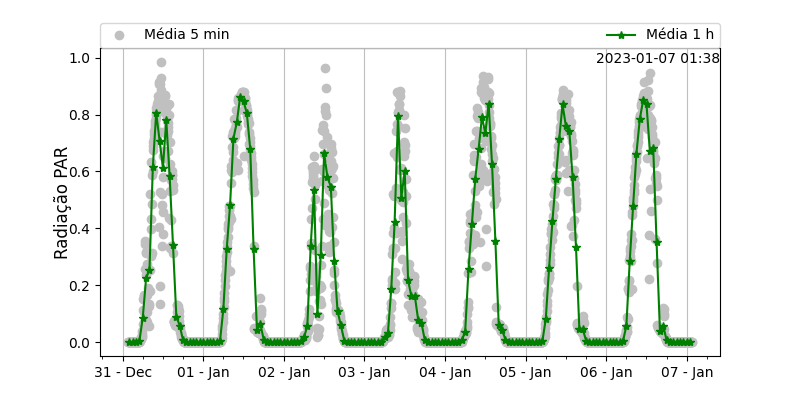 Média 5 min
Média 1 h
2023-01-07 01:38
Radiação PAR
1.0
0.8
0.6
0.4
0.2
0.0
31 - Dec
01 - Jan
02 - Jan
03 - Jan
04 - Jan
05 - Jan
06 - Jan
07 - Jan